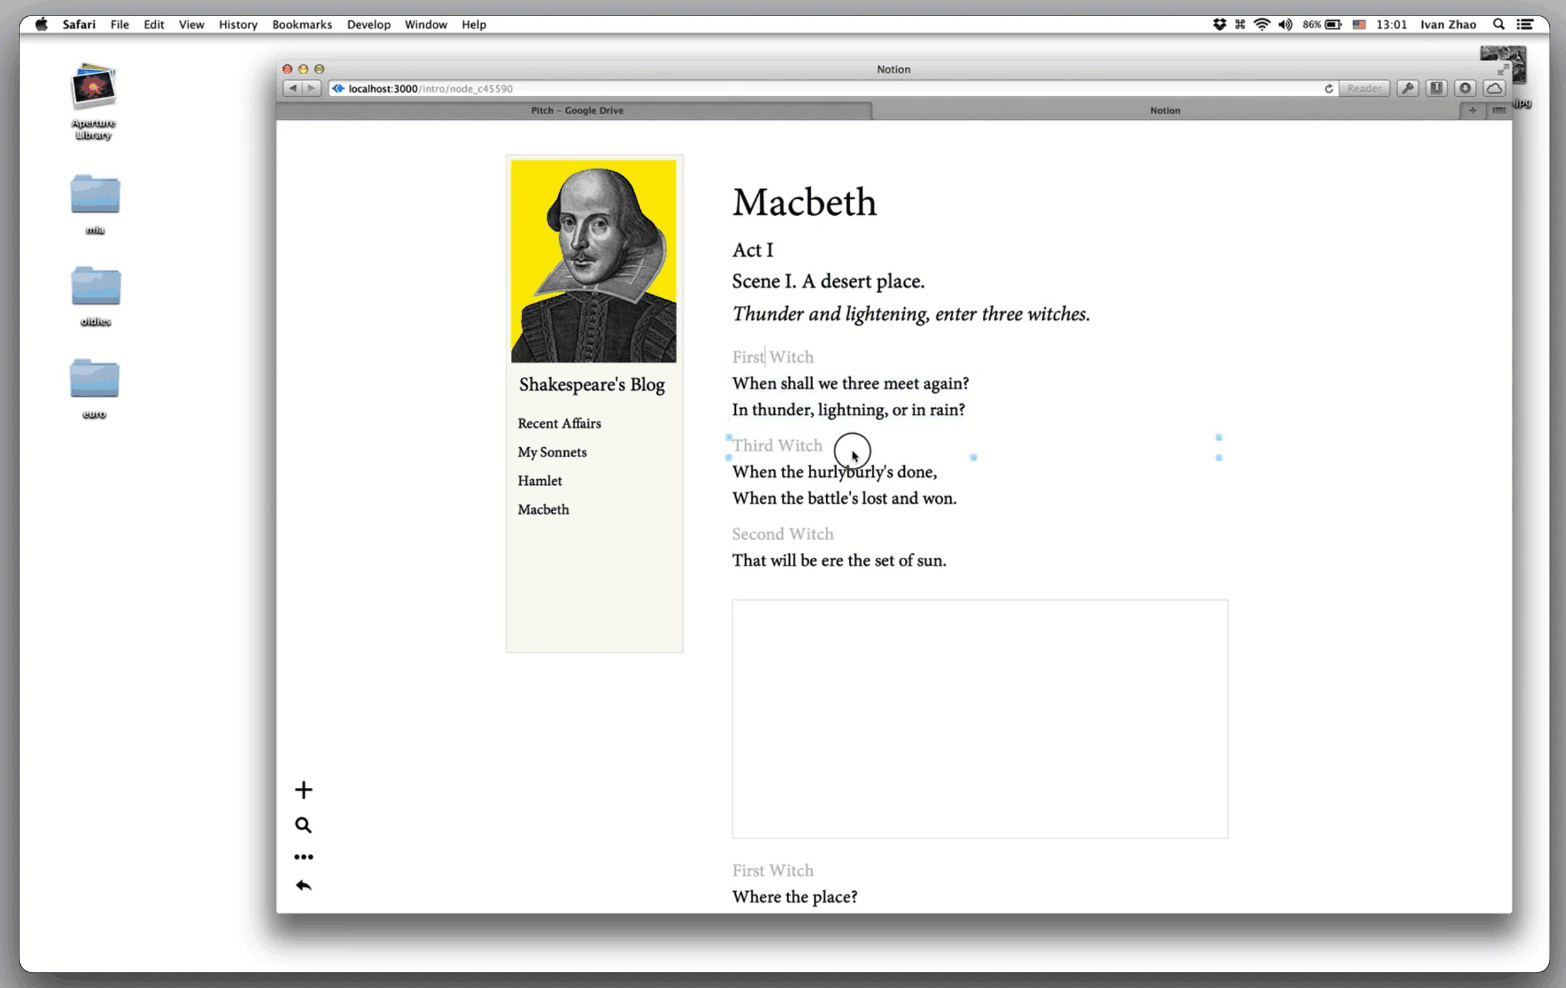 Safari File Edit View History Bookmarks Develop Window Help
86% 13:01 Ivan Zhao
Aperture
Library
mia
oldies
euro
.jpg
Notion
localhost:3000/intro/node_c45590
Reader
Pitch – Google Drive
Notion
Shakespeare's Blog
Recent Affairs
My Sonnets
Hamlet
Macbeth
Macbeth
Act I
Scene I. A desert place.
Thunder and lightening, enter three witches.
First Witch
When shall we three meet again?
In thunder, lightning, or in rain?
Third Witch
When the hurlyburly's done,
When the battle's lost and won.
Second Witch
That will be ere the set of sun.
First Witch
Where the place?